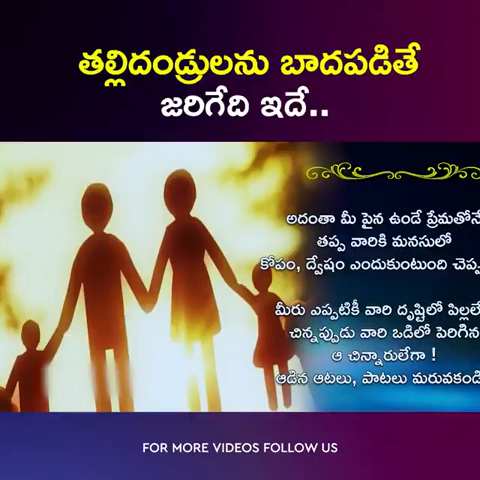 తల్లిదండ్రులను బాదపడితే
జరిగేది ఇదే..
అదంతా మీ పైన ఉండే ప్రేమతోనే
తప్ప వారికి మనసులో
కోపం, ద్వేషం ఎందుకుంటుంది
మీరు ఎప్పటికీ వారి దృష్టిలో
చిన్నప్పుడు వారి ఒడిలో పెరిగిన
ఆ చిన్నారులేగా !
ఆడిన ఆటలు, పాటలు
FOR MORE VIDEOS FOLLOW US